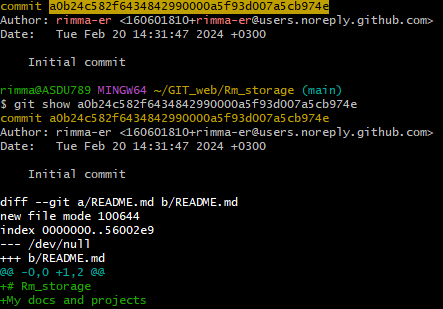 commit a0b24c582f6434842990000a5f93d007a5cb974e
Author: rimma-er <160601810+rimma-er@users.noreply.github.com>
Date:   Tue Feb 20 14:31:47 2024 +0300
Initial commit
rimma@ASDU789 MINGW64 ~/GIT_web/Rm_storage (main)
$ git show a0b24c582f6434842990000a5f93d007a5cb974e
commit a0b24c582f6434842990000a5f93d007a5cb974e
Author: rimma-er <160601810+rimma-er@users.noreply.github.com>
Date:   Tue Feb 20 14:31:47 2024 +0300
Initial commit
diff --git a/README.md b/README.md
new file mode 100644
index 0000000..56002e9
--- /dev/null
+++ b/README.md
@@ -0,0 +1,2 @@
+# Rm_storage
+My docs and projects